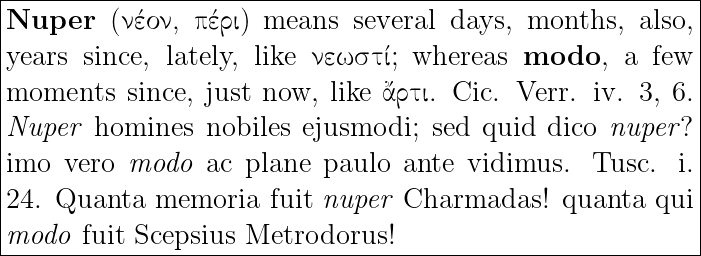 Nuper (νέον, πέρι) means several days, months, also,
years since, lately, like νεωστί; whereas modo, a few
moments since, just now, like ἄρτι. Cic. Verr. iv. 3, 6.
Nuper homines nobiles ejusmodi; sed quid dico nuper?
imo vero modo ac plane paulo ante vidimus. Tusc. i.
24. Quanta memoria fuit nuper Charmadas! quanta qui
modo fuit Scepsius Metrodorus!